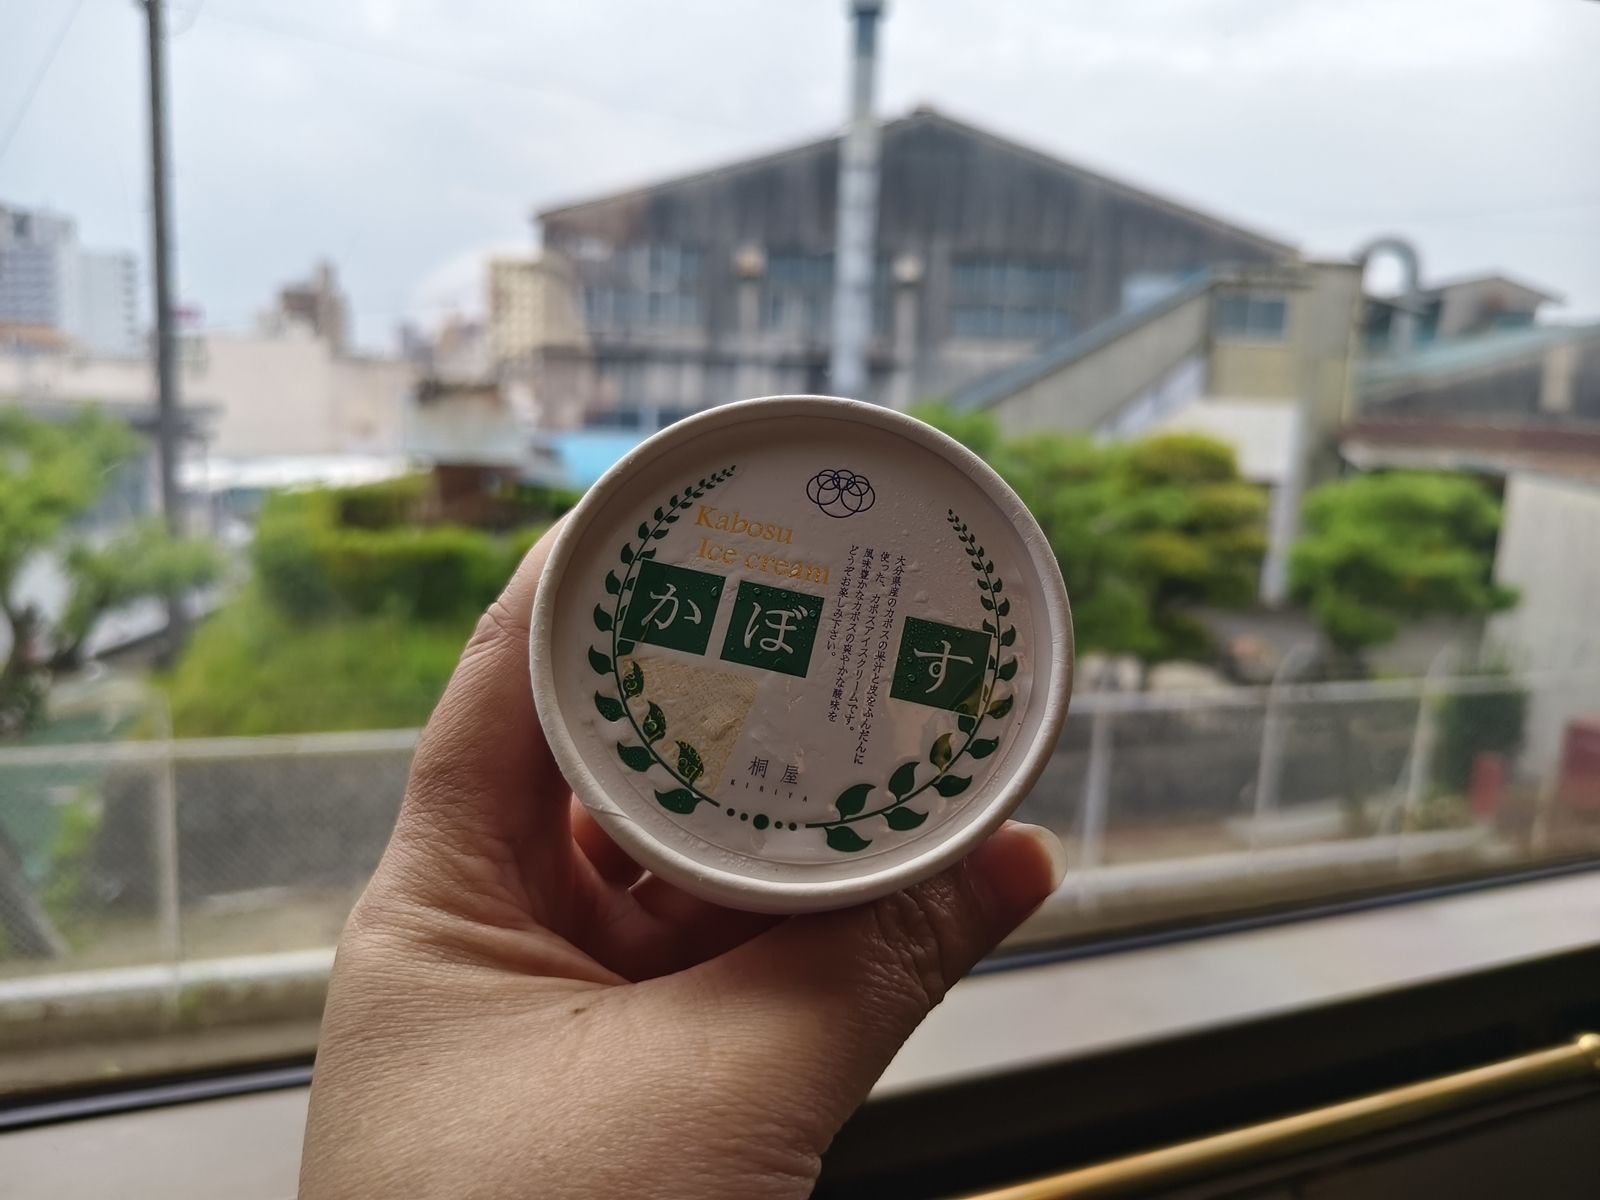 Kabosu
Ice cream
かぼす
大分県産のカボスの果汁と皮をふんだんに
使った、カボスアイスクリームです。
風味豊かなカボスの爽やかな酸味を
どうぞお楽しみ下さい。
桐屋
KIRIYA